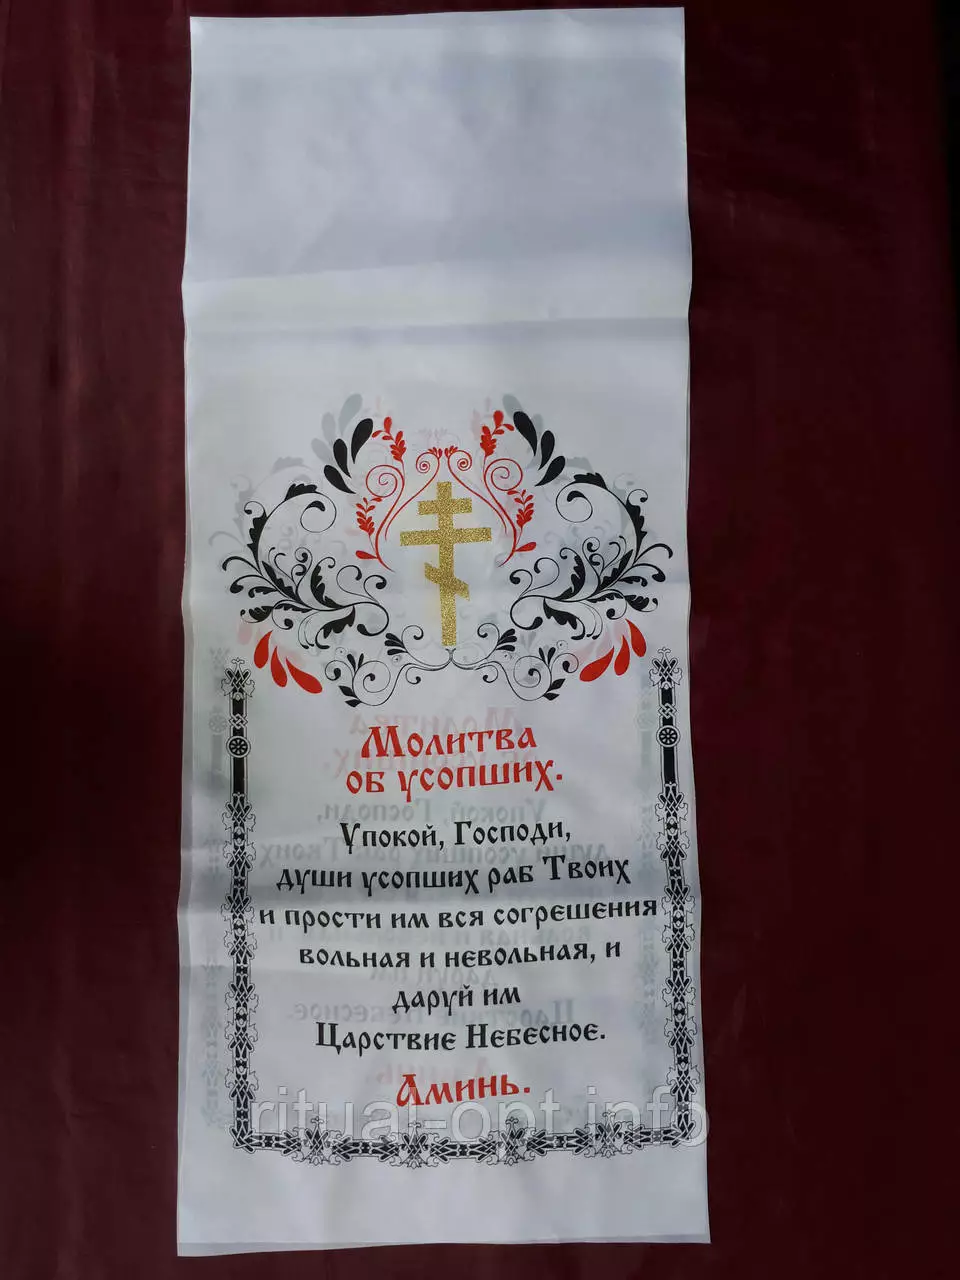 Молитва
об усопших.
Упокой, Господи,
души усопших раб Твоих
и прости им вся согрешения
вольная и невольная, и
даруй им
Царствие Небесное.
Аминь.
ritual-opt.info